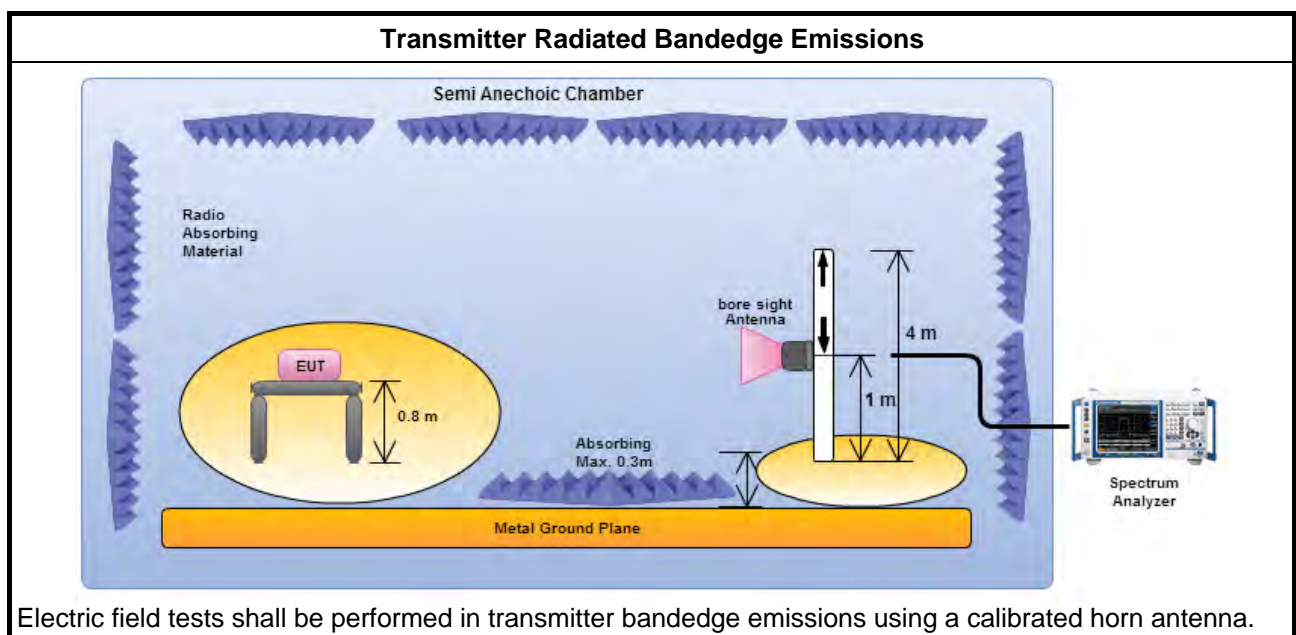 Transmitter Radiated Bandedge Emissions
Semi Anechoic Chamber
Radio
Absorbing
Material
bore sight
Antenna
4 m
EUT
1 m
0.8 m
Absorbing
Max. 0.3m
Spectrum
Analyzer
Metal Ground Plane
Electric field tests shall be performed in transmitter bandedge emissions using a calibrated horn antenna.